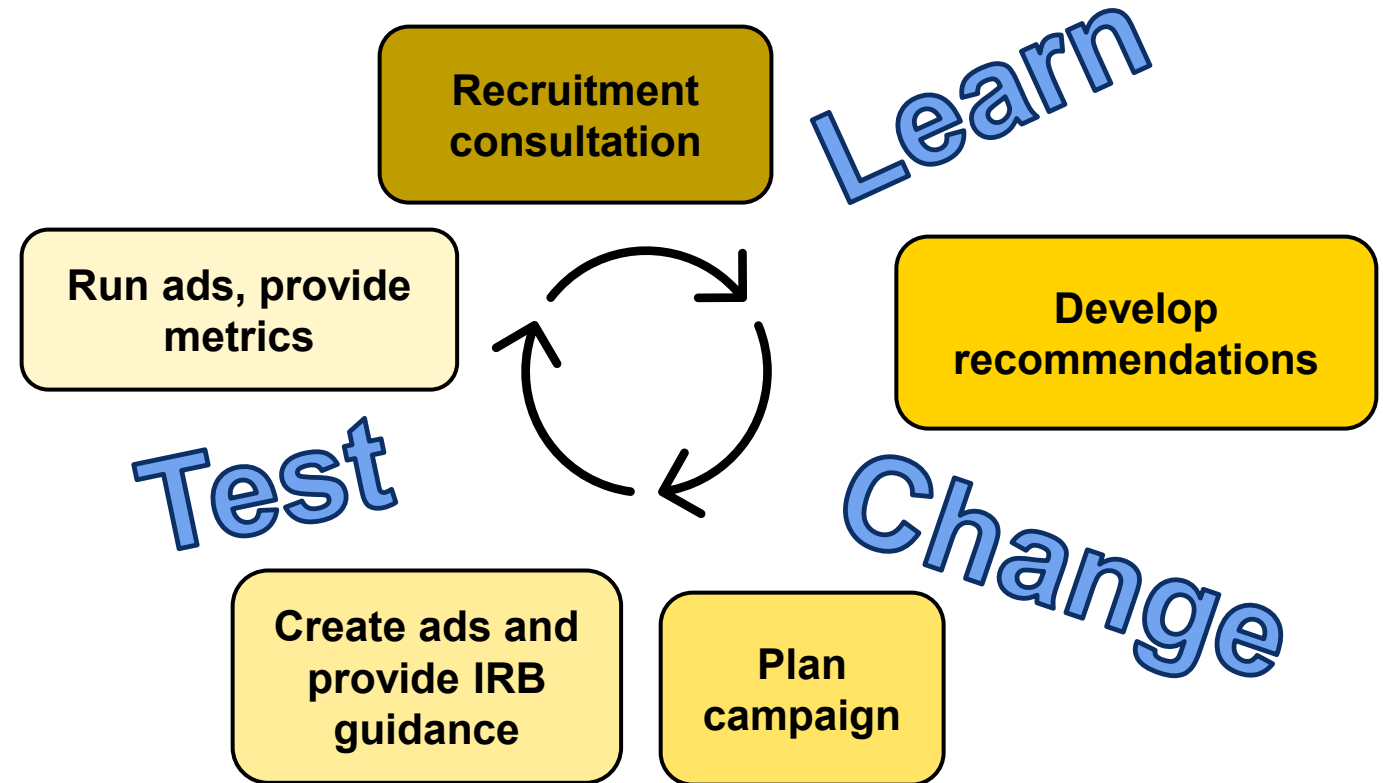 Recruitment
consultation
Learn
Develop
recommendations
Change
Plan
campaign
Create ads and
provide IRB
guidance
Test
Run ads, provide
metrics